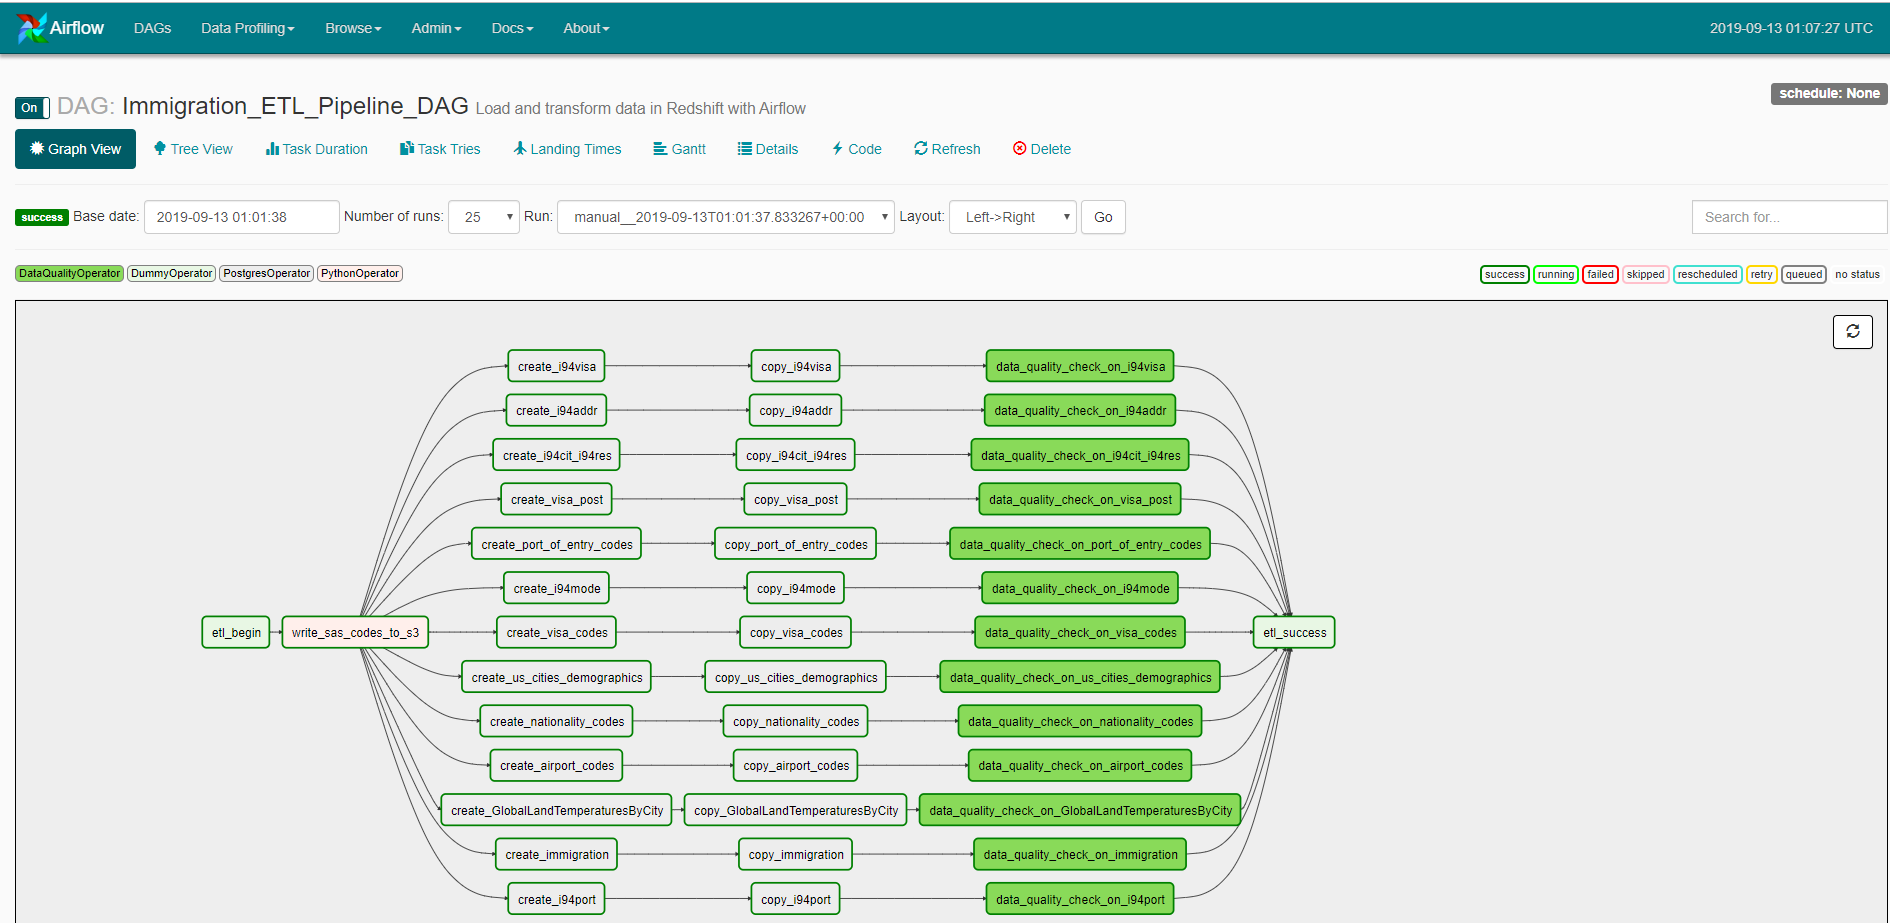 Airflow DAGs Data Profiling Browse Admin Docs About 2019-09-13 01:07:27 UTC
On DAG: Immigration_ETL_Pipeline_DAG Load and transform data in Redshift with Airflow schedule: None
Graph View Tree View Task Duration Task Tries Landing Times Gantt Details Code Refresh Delete
success Base date: 2019-09-13 01:01:38 Number of runs: 25 Run: manual__2019-09-13T01:01:37.833267+00:00 Layout: Left->Right Go Search for...
DataQualityOperator DummyOperator PostgresOperator PythonOperator success running failed skipped rescheduled retry queued no status
create_i94visa copy_i94visa data_quality_check_on_i94visa
create_i94addr copy_i94addr data_quality_check_on_i94addr
create_i94cit_i94res copy_i94cit_i94res data_quality_check_on_i94cit_i94res
create_visa_post copy_visa_post data_quality_check_on_visa_post
create_port_of_entry_codes copy_port_of_entry_codes data_quality_check_on_port_of_entry_codes
create_i94mode copy_i94mode data_quality_check_on_i94mode
etl_begin write_sas_codes_to_s3 create_visa_codes copy_visa_codes data_quality_check_on_visa_codes etl_success
create_us_cities_demographics copy_us_cities_demographics data_quality_check_on_us_cities_demographics
create_nationality_codes copy_nationality_codes data_quality_check_on_nationality_codes
create_airport_codes copy_airport_codes data_quality_check_on_airport_codes
create_GlobalLandTemperaturesByCity copy_GlobalLandTemperaturesByCity data_quality_check_on_GlobalLandTemperaturesByCity
create_immigration copy_immigration data_quality_check_on_immigration
create_i94port copy_i94port data_quality_check_on_i94port